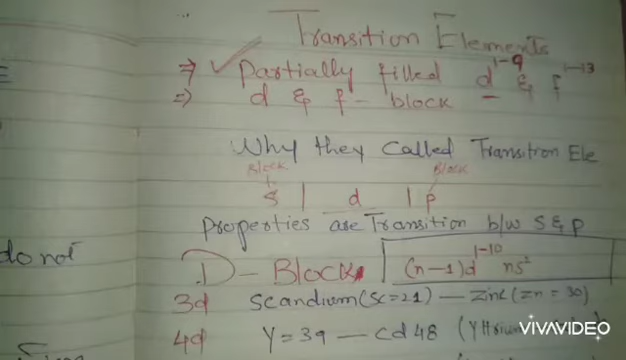 Transition Elements
⇒ ✓ Partially filled d¹⁻⁹ & f¹⁻¹³
⇒ d & f - block
Why they Called Transition Ele
Block Block
S | d | P
Properties are Transition b/w S & P
do not
D - Block (n-1)d¹⁻¹⁰ ns²
3d Scandium (Sc = 21) — Zinc (Zn = 30)
4d Y = 39 — Cd 48
VIVAVIDEO